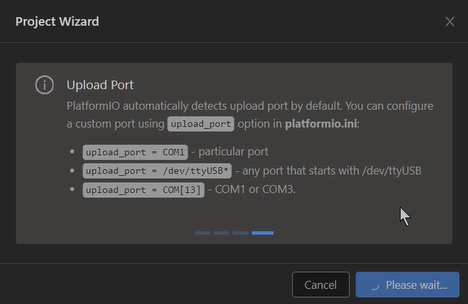 Project Wizard
Upload Port
PlatformIO automatically detects upload port by default. You can configure
a custom port using upload_port option in platformio.ini:
upload_port = COM1 - particular port
upload_port = /dev/ttyUSB* - any port that starts with /dev/ttyUSB
upload_port = COM[13] - COM1 or COM3.
Cancel
Please wait...